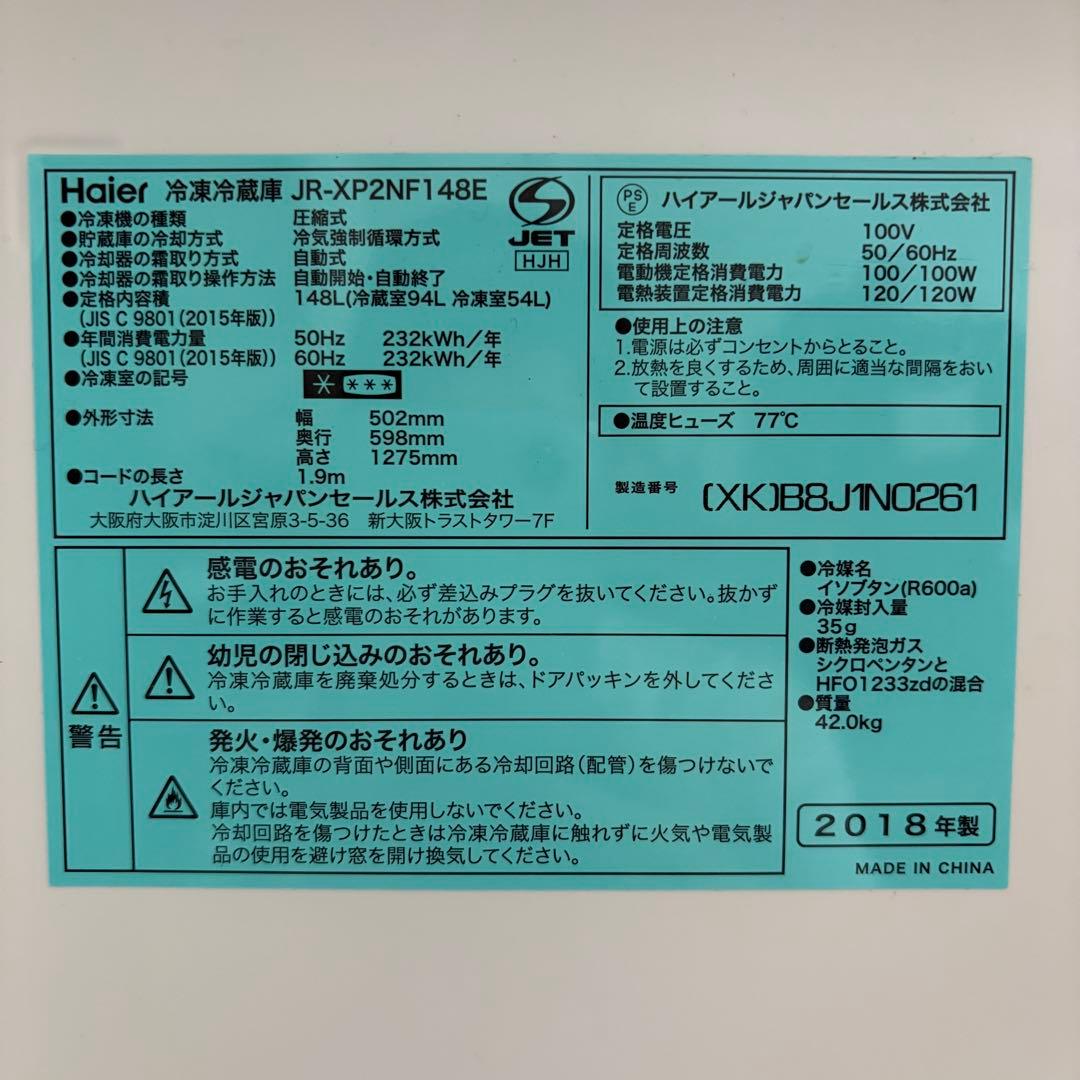 Haier 冷凍冷蔵庫 JR-XP2NF148E
●冷凍機の種類 圧縮式
●貯蔵庫の冷却方式 冷気強制循環方式
●冷却器の霜取り方式 自動式
●冷却器の霜取り操作方法 自動開始・自動終了
●定格内容積 148L(冷蔵室94L 冷凍室54L)
(JIS C 9801(2015年版))
●年間消費電力量 50Hz 232kWh/年
(JIS C 9801(2015年版)) 60Hz 232kWh/年
●冷凍室の記号 * ***
●外形寸法 幅 502mm
奥行 598mm
高さ 1275mm
●コードの長さ 1.9m
ハイアールジャパンセールス株式会社
大阪府大阪市淀川区宮原3-5-36 新大阪トラストタワー7F
S
JET
HJH
PS
E ハイアールジャパンセールス株式会社
定格電圧 100V
定格周波数 50/60Hz
電動機定格消費電力 100/100W
電熱装置定格消費電力 120/120W
●使用上の注意
1.電源は必ずコンセントからとること。
2.放熱を良くするため、周囲に適当な間隔をおい
て設置すること。
●温度ヒューズ 77℃
製造番号 (XK)B8J1N0261
警告
感電のおそれあり。
お手入れのときには、必ず差込みプラグを抜いてください。抜かず
に作業すると感電のおそれがあります。
幼児の閉じ込めのおそれあり。
冷凍冷蔵庫を廃棄処分するときは、ドアパッキンを外してくださ
い。
発火・爆発のおそれあり
冷凍冷蔵庫の背面や側面にある冷却回路(配管)を傷つけないで
ください。
庫内では電気製品を使用しないでください。
冷却回路を傷つけたときは冷凍冷蔵庫に触れずに火気や電気製
品の使用を避け窓を開け換気してください。
●冷媒名
イソブタン(R600a)
●冷媒封入量
35g
●断熱発泡ガス
シクロペンタンと
HFO1233zdの混合
●質量
42.0kg
2018年製
MADE IN CHINA